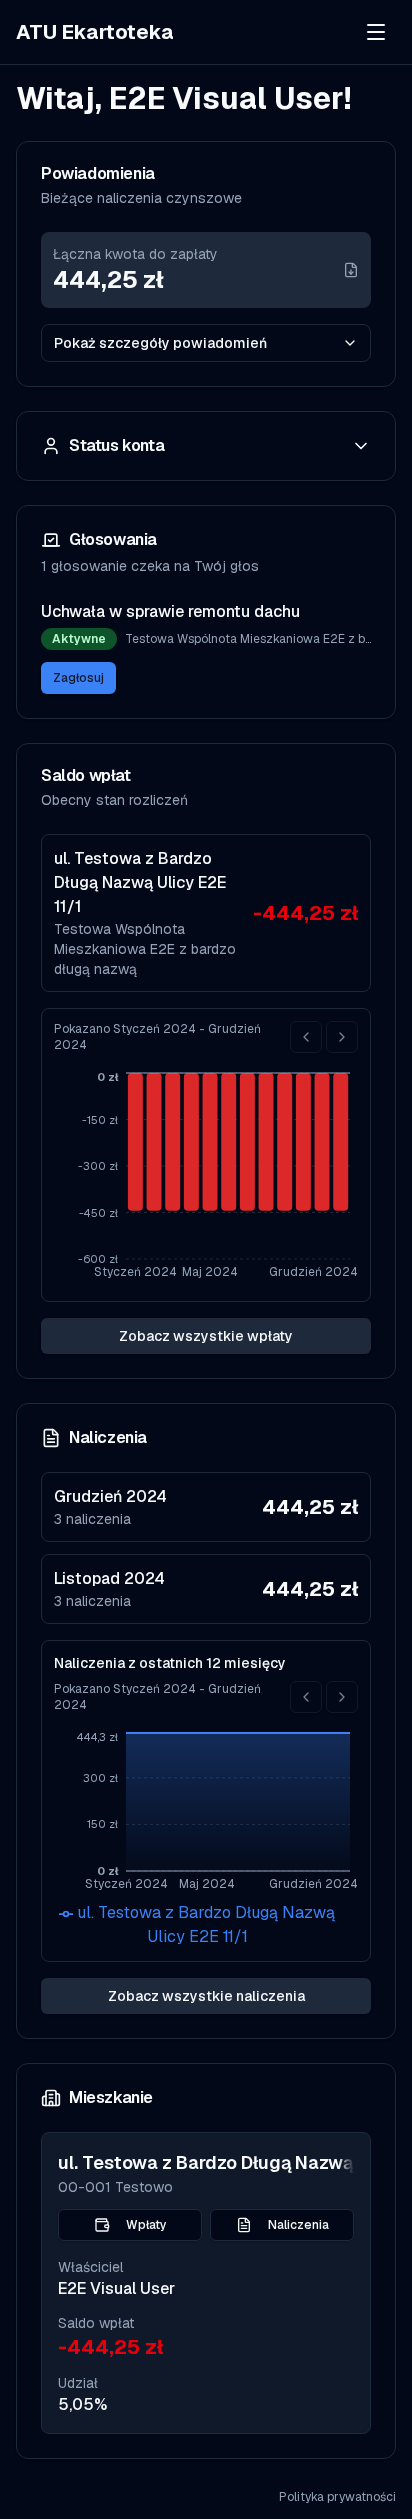 ATU Ekartoteka
Witaj, E2E Visual User!
Powiadomienia
Bieżące naliczenia czynszowe
Łączna kwota do zapłaty
444,25 zł
Pokaż szczegóły powiadomień
Status konta
Głosowania
1 głosowanie czeka na Twój głos
Uchwała w sprawie remontu dachu
Aktywne Testowa Wspólnota Mieszkaniowa E2E z b...
Zagłosuj
Saldo wpłat
Obecny stan rozliczeń
ul. Testowa z Bardzo
Długą Nazwą Ulicy E2E
11/1
-444,25 zł
Testowa Wspólnota
Mieszkaniowa E2E z bardzo
długą nazwą
Pokazano Styczeń 2024 - Grudzień
2024
0 zł
-150 zł
-300 zł
-450 zł
-600 zł
Styczeń 2024 Maj 2024 Grudzień 2024
Zobacz wszystkie wpłaty
Naliczenia
Grudzień 2024
3 naliczenia
444,25 zł
Listopad 2024
3 naliczenia
444,25 zł
Naliczenia z ostatnich 12 miesięcy
Pokazano Styczeń 2024 - Grudzień
2024
444,3 zł
300 zł
150 zł
0 zł
Styczeń 2024 Maj 2024 Grudzień 2024
ul. Testowa z Bardzo Długą Nazwą
Ulicy E2E 11/1
Zobacz wszystkie naliczenia
Mieszkanie
ul. Testowa z Bardzo Długą Nazwą
00-001 Testowo
Wpłaty Naliczenia
Właściciel
E2E Visual User
Saldo wpłat
-444,25 zł
Udział
5,05%
Polityka prywatności